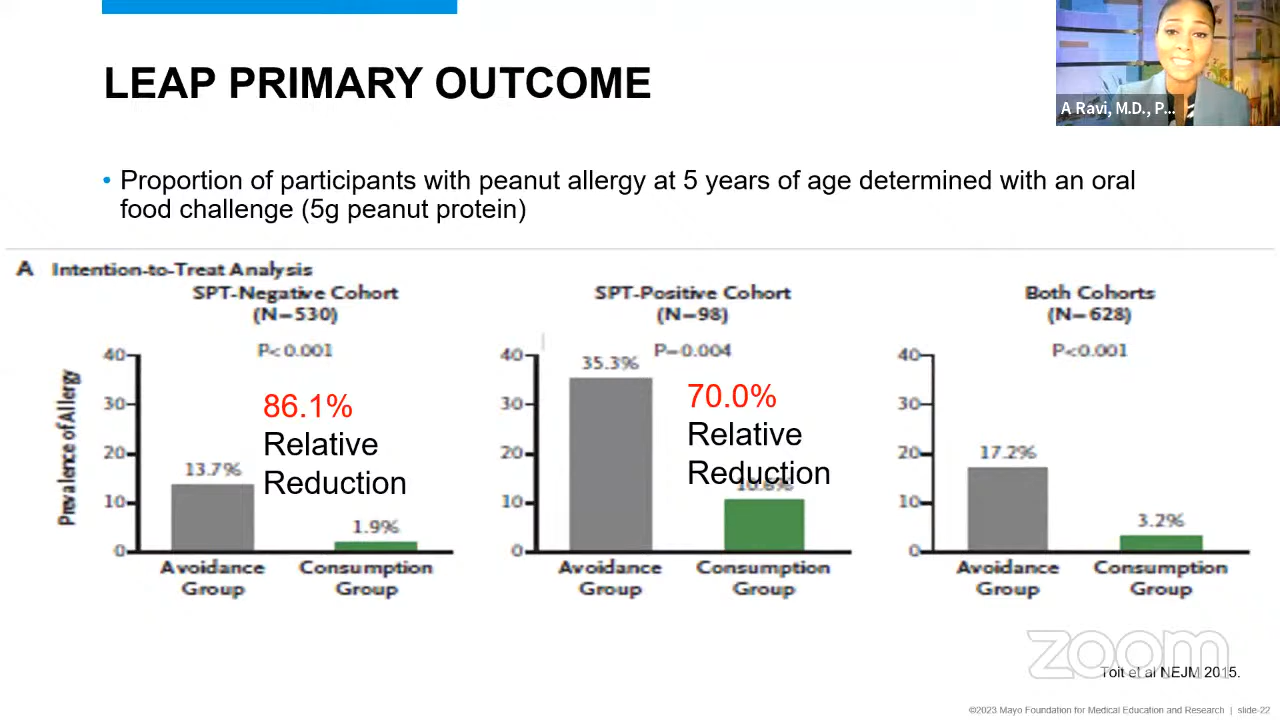 LEAP PRIMARY OUTCOME
A Ravi, M.D., P...
• Proportion of participants with peanut allergy at 5 years of age determined with an oral
food challenge (5g peanut protein)
A Intention-to-Treat Analysis
SPT-Negative Cohort
(N=530)
P<0.001
Prevalence of Allergy
40
30
20
10
0
86.1%
Relative
Reduction
13.7%
1.9%
Avoidance
Group
Consumption
Group
SPT-Positive Cohort
(N=98)
P=0.004
40
30
20
10
0
35.3%
70.0%
Relative
Reduction
10.6%
Avoidance
Group
Consumption
Group
Both Cohorts
(N=628)
P<0.001
40
30
20
10
0
17.2%
3.2%
Avoidance
Group
Consumption
Group
zoom
Toit et al NEJM 2015.
©2023 Mayo Foundation for Medical Education and Research | slide-22